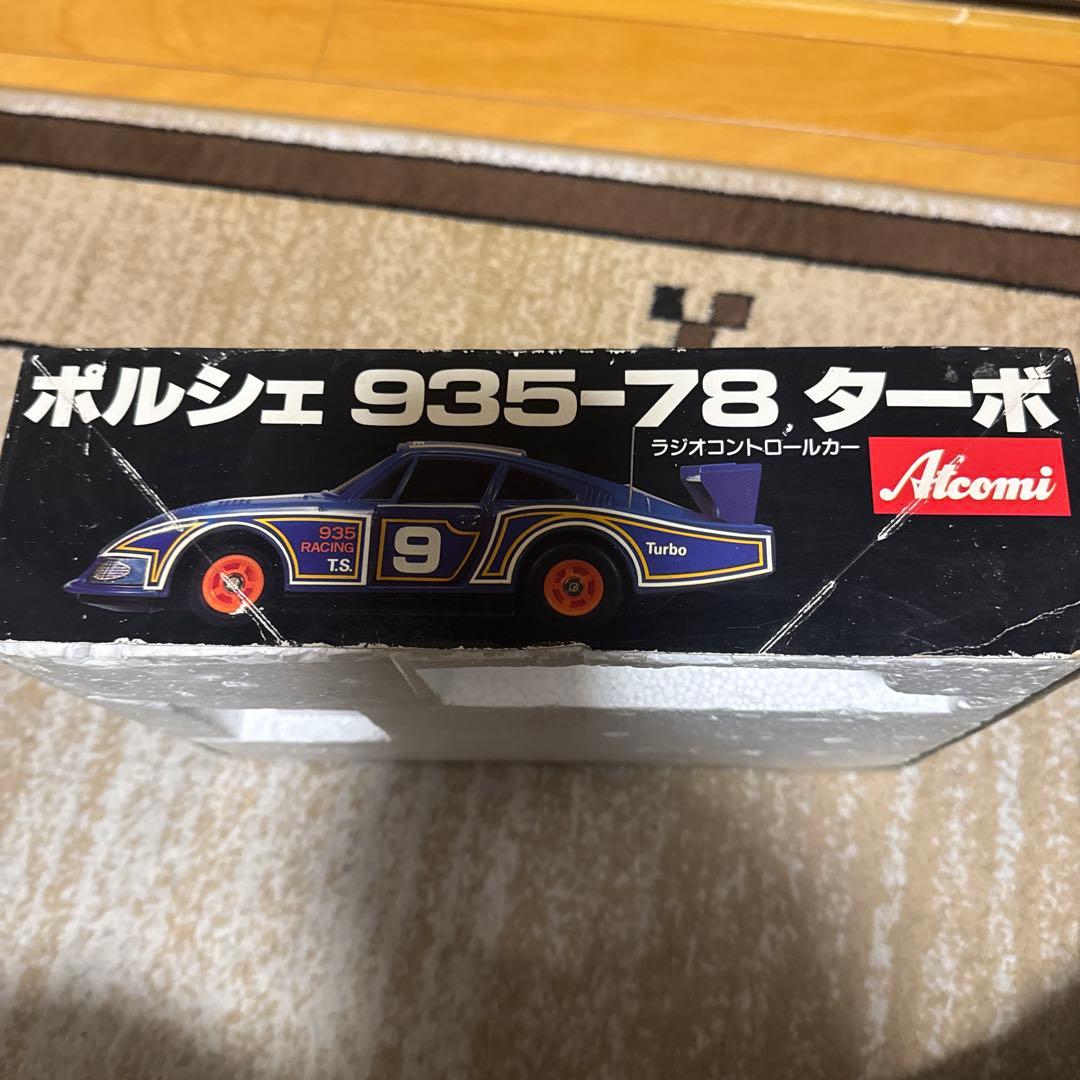 ポルシェ 935-78 ターボ
ラジオコントロールカー
Atcomi
935
RACING
T.S.
9
Turbo